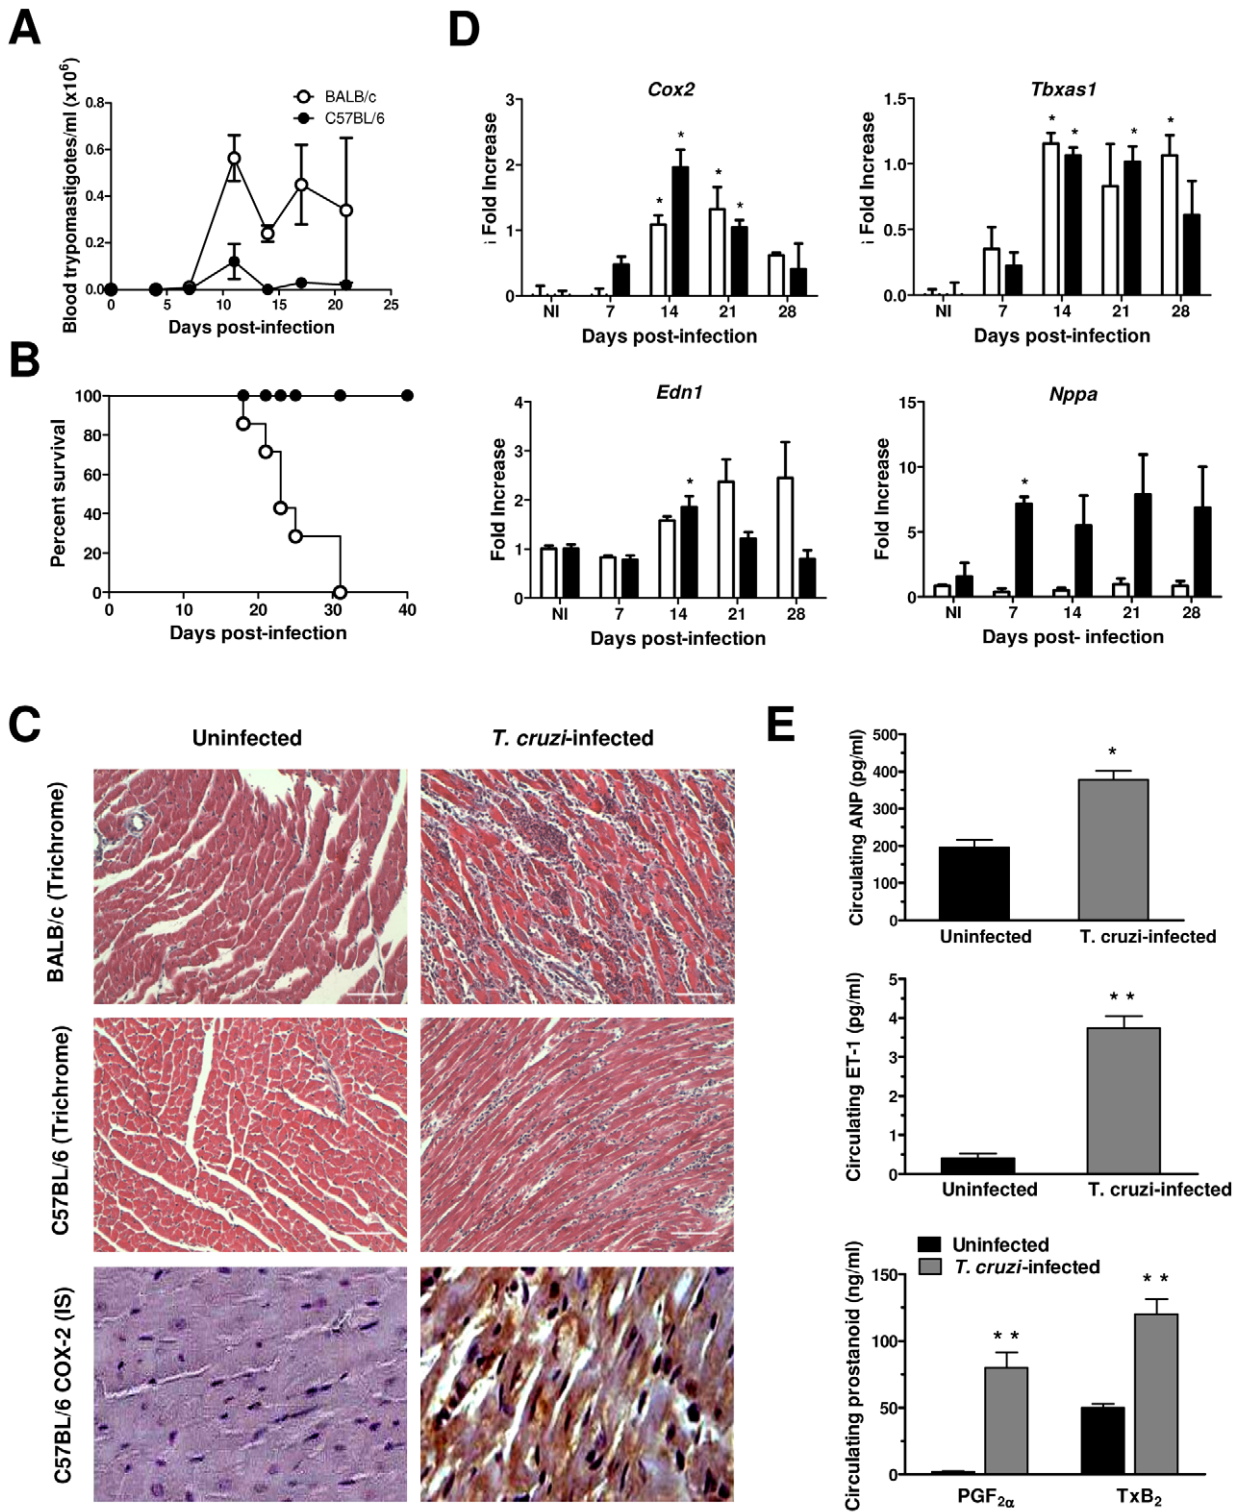 A
Blood trypomastigotes/ml (x10⁶)
0.8
0.6
0.4
0.2
0.0
BALB/c
C57BL/6
0 5 10 15 20 25
Days post-infection
B
Percent survival
100
80
60
40
20
0
0 10 20 30 40
Days post-infection
C
Uninfected
T. cruzi-infected
BALB/c (Trichrome)
C57BL/6 (Trichrome)
C57BL/6 COX-2 (IS)
D
Cox2
Fold Increase
3
2
1
0
* * * *
NI 7 14 21 28
Days post-infection
Tbxas1
Fold Increase
1.5
1.0
0.5
0.0
* * * *
NI 7 14 21 28
Days post-infection
Edn1
Fold Increase
4
3
2
1
0
*
NI 7 14 21 28
Days post-infection
Nppa
Fold Increase
15
10
5
0
*
NI 7 14 21 28
Days post- infection
E
Circulating ANP (pg/ml)
500
400
300
200
100
0
*
Uninfected T. cruzi-infected
Circulating ET-1 (pg/ml)
5
4
3
2
1
0
* *
Uninfected T. cruzi-infected
Uninfected
T. cruzi-infected
Circulating prostanoid (ng/ml)
150
100
50
0
* * * *
PGF₂α TxB₂